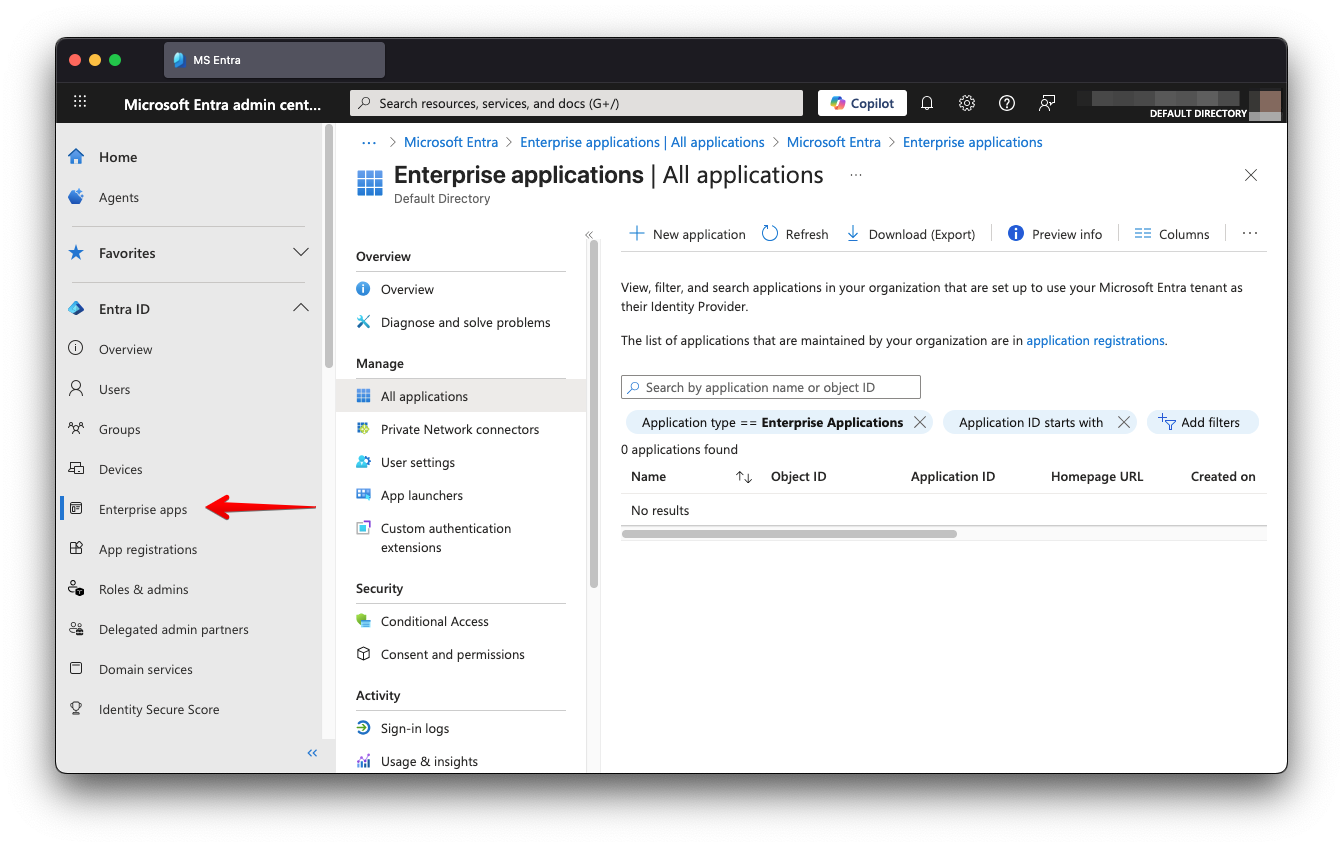 MS Entra
Microsoft Entra admin cent...
Search resources, services, and docs (G+/)
Copilot
DEFAULT DIRECTORY
Home
Agents
Favorites
Entra ID
Overview
Users
Groups
Devices
Enterprise apps
App registrations
Roles & admins
Delegated admin partners
Domain services
Identity Secure Score
... > Microsoft Entra > Enterprise applications | All applications > Microsoft Entra > Enterprise applications
Enterprise applications | All applications ...
Default Directory
Overview
Overview
Diagnose and solve problems
Manage
All applications
Private Network connectors
User settings
App launchers
Custom authentication
extensions
Security
Conditional Access
Consent and permissions
Activity
Sign-in logs
Usage & insights
New application Refresh Download (Export) Preview info Columns ...
View, filter, and search applications in your organization that are set up to use your Microsoft Entra tenant as
their Identity Provider.
The list of applications that are maintained by your organization are in application registrations.
Search by application name or object ID
Application type == Enterprise Applications Application ID starts with Add filters
0 applications found
Name Object ID Application ID Homepage URL Created on
No results